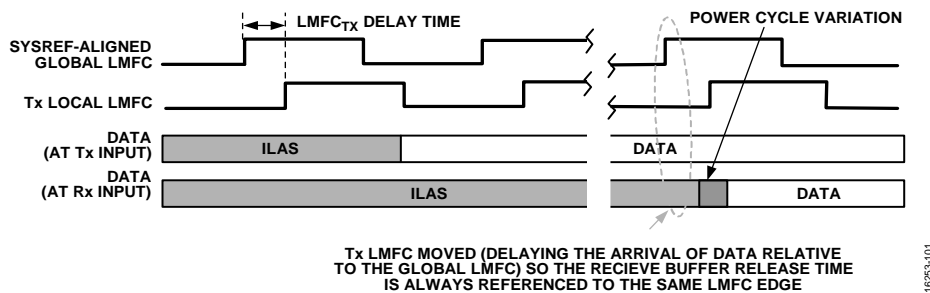 LMFCTX DELAY TIME
POWER CYCLE VARIATION
SYSREF-ALIGNED
GLOBAL LMFC
Tx LOCAL LMFC
DATA
(AT Tx INPUT)
ILAS
DATA
DATA
(AT Rx INPUT)
ILAS
DATA
Tx LMFC MOVED (DELAYING THE ARRIVAL OF DATA RELATIVE
TO THE GLOBAL LMFC) SO THE RECIEVE BUFFER RELEASE TIME
IS ALWAYS REFERENCED TO THE SAME LMFC EDGE
16253-101